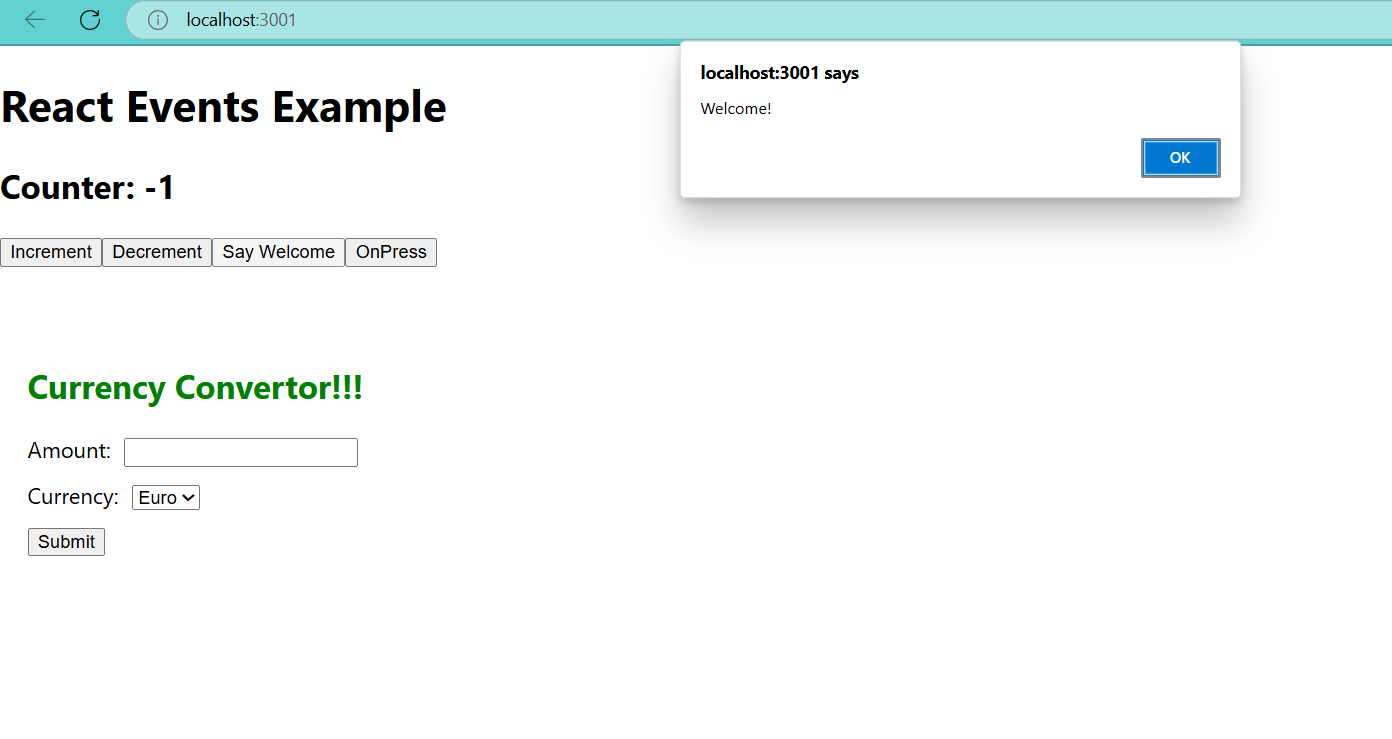 localhost:3001
localhost:3001 says
Welcome!
OK
React Events Example
Counter: -1
Increment Decrement Say Welcome OnPress
Currency Convertor!!!
Amount:
Currency: Euro
Submit